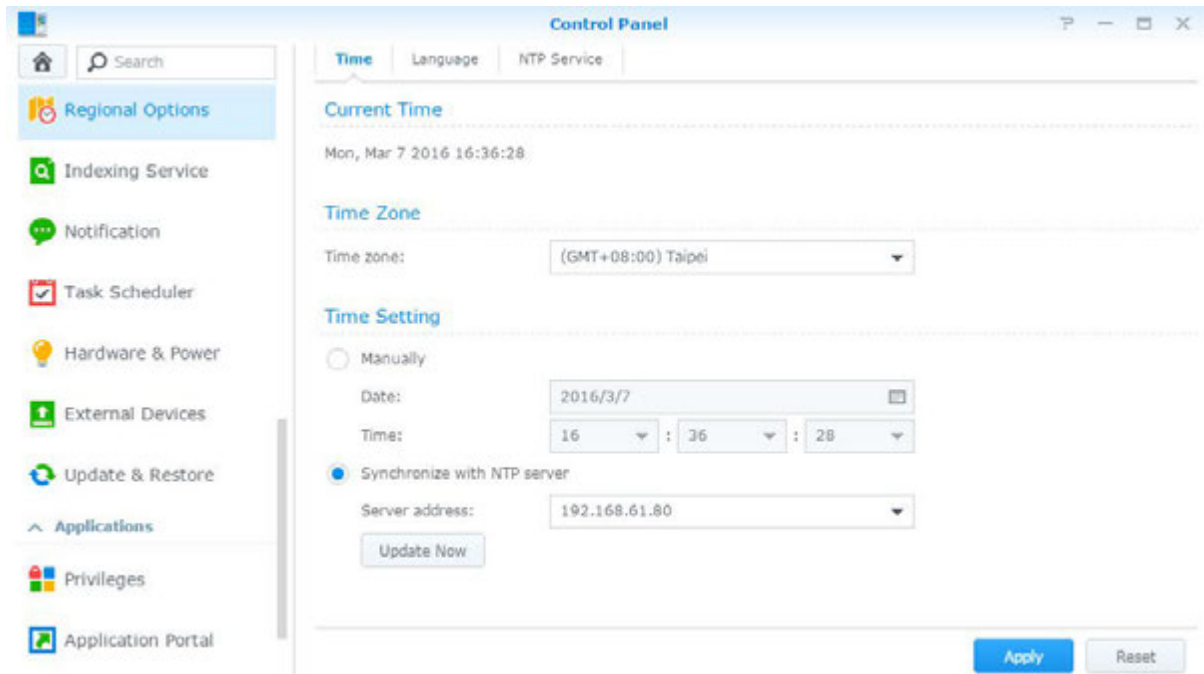 Control Panel
Search
Regional Options
Indexing Service
Notification
Task Scheduler
Hardware & Power
External Devices
Update & Restore
Applications
Privileges
Application Portal
Time Language NTP Service
Current Time
Mon, Mar 7 2016 16:36:28
Time Zone
Time zone: (GMT+08:00) Taipei
Time Setting
Manually
Date: 2016/3/7
Time: 16 : 36 : 28
Synchronize with NTP server
Server address: 192.168.61.80
Update Now
Apply Reset